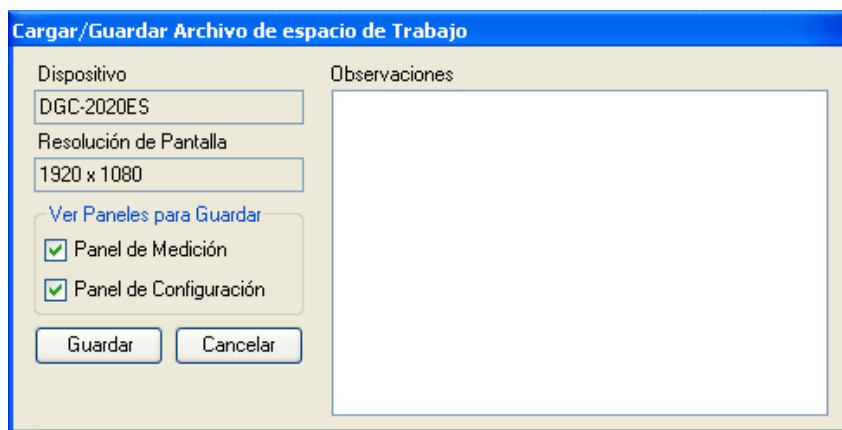 Cargar/Guardar Archivo de espacio de Trabajo
Dispositivo
DGC-2020ES
Resolución de Pantalla
1920 x 1080
Ver Paneles para Guardar
Panel de Medición
Panel de Configuración
Guardar Cancelar
Observaciones